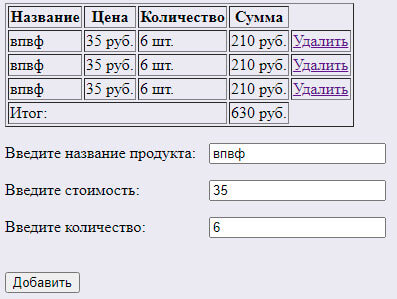 Название Цена Количество Сумма
впвф 35 руб. 6 шт. 210 руб. Удалить
впвф 35 руб. 6 шт. 210 руб. Удалить
впвф 35 руб. 6 шт. 210 руб. Удалить
Итог: 630 руб.
Введите название продукта: впвф
Введите стоимость: 35
Введите количество: 6
Добавить